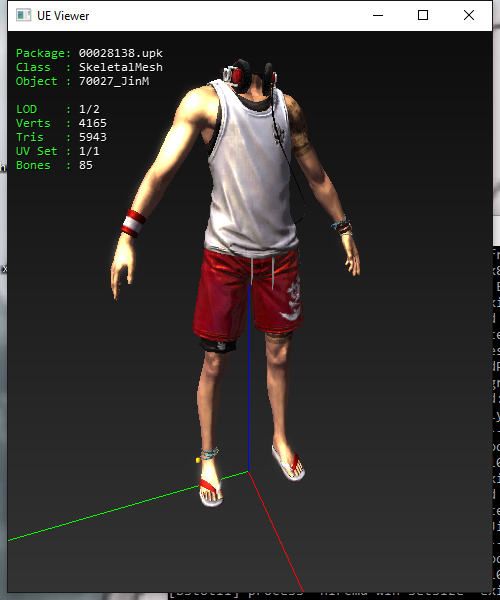 UE Viewer
Package: 00028138.upk
Class : SkeletalMesh
Object : 70027_JinM
LOD : 1/2
Verts : 4165
Tris : 5943
UV Set : 1/1
Bones : 85